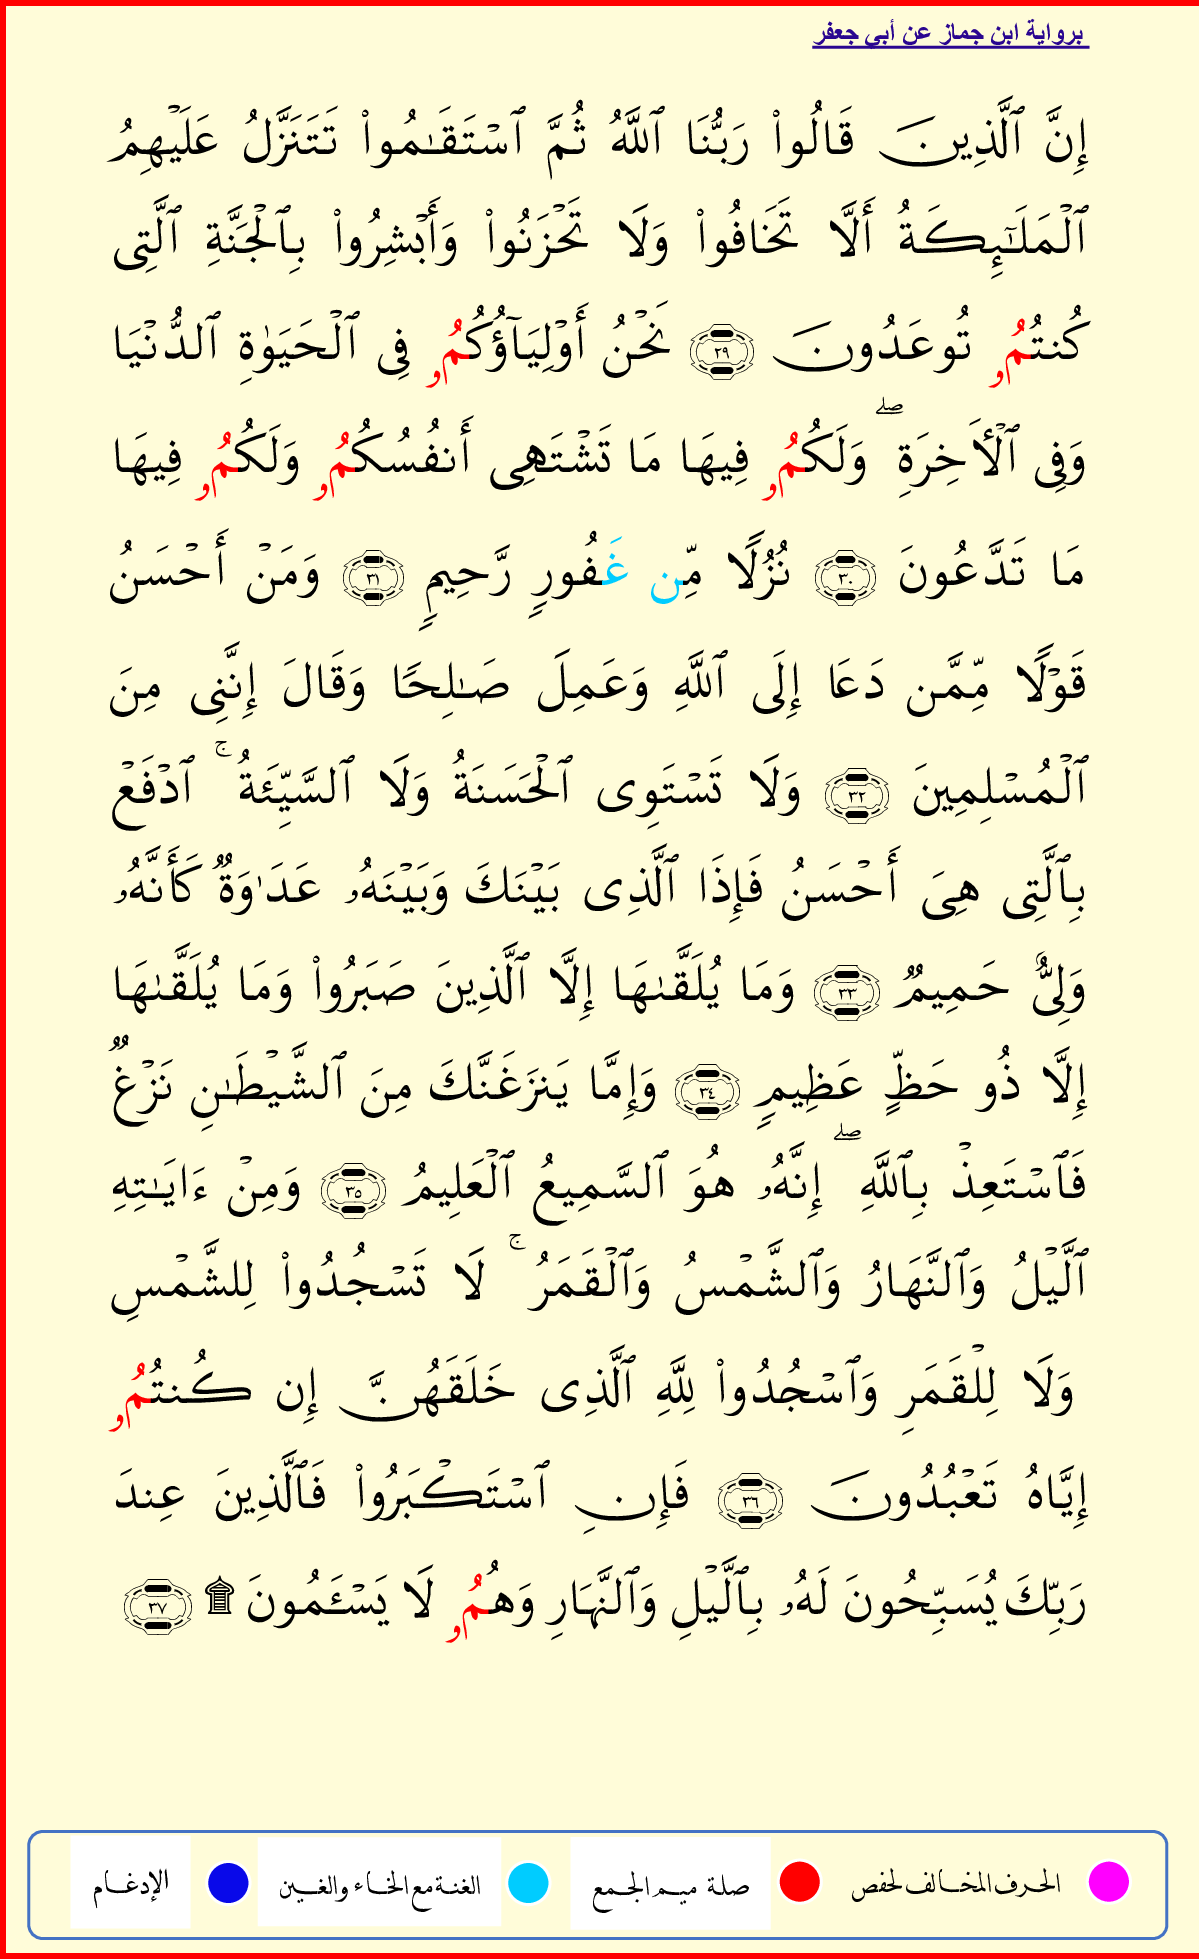 برواية ابن جماز عن أبي جعفر
إِنَّ ٱلَّذِينَ قَالُوا۟ رَبُّنَا ٱللَّهُ ثُمَّ ٱسْتَقَـٰمُوا۟ تَتَنَزَّلُ عَلَيْهِمُ
ٱلْمَلَـٰٓئِكَةُ أَلَّا تَخَافُوا۟ وَلَا تَحْزَنُوا۟ وَأَبْشِرُوا۟ بِٱلْجَنَّةِ ٱلَّتِى
كُنتُمُۥ تُوعَدُونَ ٢٩ نَحْنُ أَوْلِيَآؤُكُمُۥ فِى ٱلْحَيَوٰةِ ٱلدُّنْيَا
وَفِى ٱلْـَٔاخِرَةِ ۖ وَلَكُمُۥ فِيهَا مَا تَشْتَهِى أَنفُسُكُمُۥ وَلَكُمُۥ فِيهَا
مَا تَدَّعُونَ ٣٠ نُزُلًا مِّن غَفُورٍ رَّحِيمٍ ٣١ وَمَنْ أَحْسَنُ
قَوْلًا مِّمَّن دَعَا إِلَى ٱللَّهِ وَعَمِلَ صَـٰلِحًا وَقَالَ إِنَّنِى مِنَ
ٱلْمُسْلِمِينَ ٣٢ وَلَا تَسْتَوِى ٱلْحَسَنَةُ وَلَا ٱلسَّيِّئَةُ ۚ ٱدْفَعْ
بِٱلَّتِى هِىَ أَحْسَنُ فَإِذَا ٱلَّذِى بَيْنَكَ وَبَيْنَهُۥ عَدَٰوَةٌ كَأَنَّهُۥ
وَلِىٌّ حَمِيمٌ ٣٣ وَمَا يُلَقَّىٰهَا إِلَّا ٱلَّذِينَ صَبَرُوا۟ وَمَا يُلَقَّىٰهَا
إِلَّا ذُو حَظٍّ عَظِيمٍ ٣٤ وَإِمَّا يَنزَغَنَّكَ مِنَ ٱلشَّيْطَـٰنِ نَزْغٌ
فَٱسْتَعِذْ بِٱللَّهِ ۖ إِنَّهُۥ هُوَ ٱلسَّمِيعُ ٱلْعَلِيمُ ٣٥ وَمِنْ ءَايَـٰتِهِ
ٱلَّيْلُ وَٱلنَّهَارُ وَٱلشَّمْسُ وَٱلْقَمَرُ ۚ لَا تَسْجُدُوا۟ لِلشَّمْسِ
وَلَا لِلْقَمَرِ وَٱسْجُدُوا۟ لِلَّهِ ٱلَّذِى خَلَقَهُنَّ إِن كُنتُمُۥ
إِيَّاهُ تَعْبُدُونَ ٣٦ فَإِنِ ٱسْتَكْبَرُوا۟ فَٱلَّذِينَ عِندَ
رَبِّكَ يُسَبِّحُونَ لَهُۥ بِٱلَّيْلِ وَٱلنَّهَارِ وَهُمُۥ لَا يَسْـَٔمُونَ ۩ ٣٧
الحرف المخالف لحفص صلة ميم الجمع الغنة مع الخاء والغين الإدغام